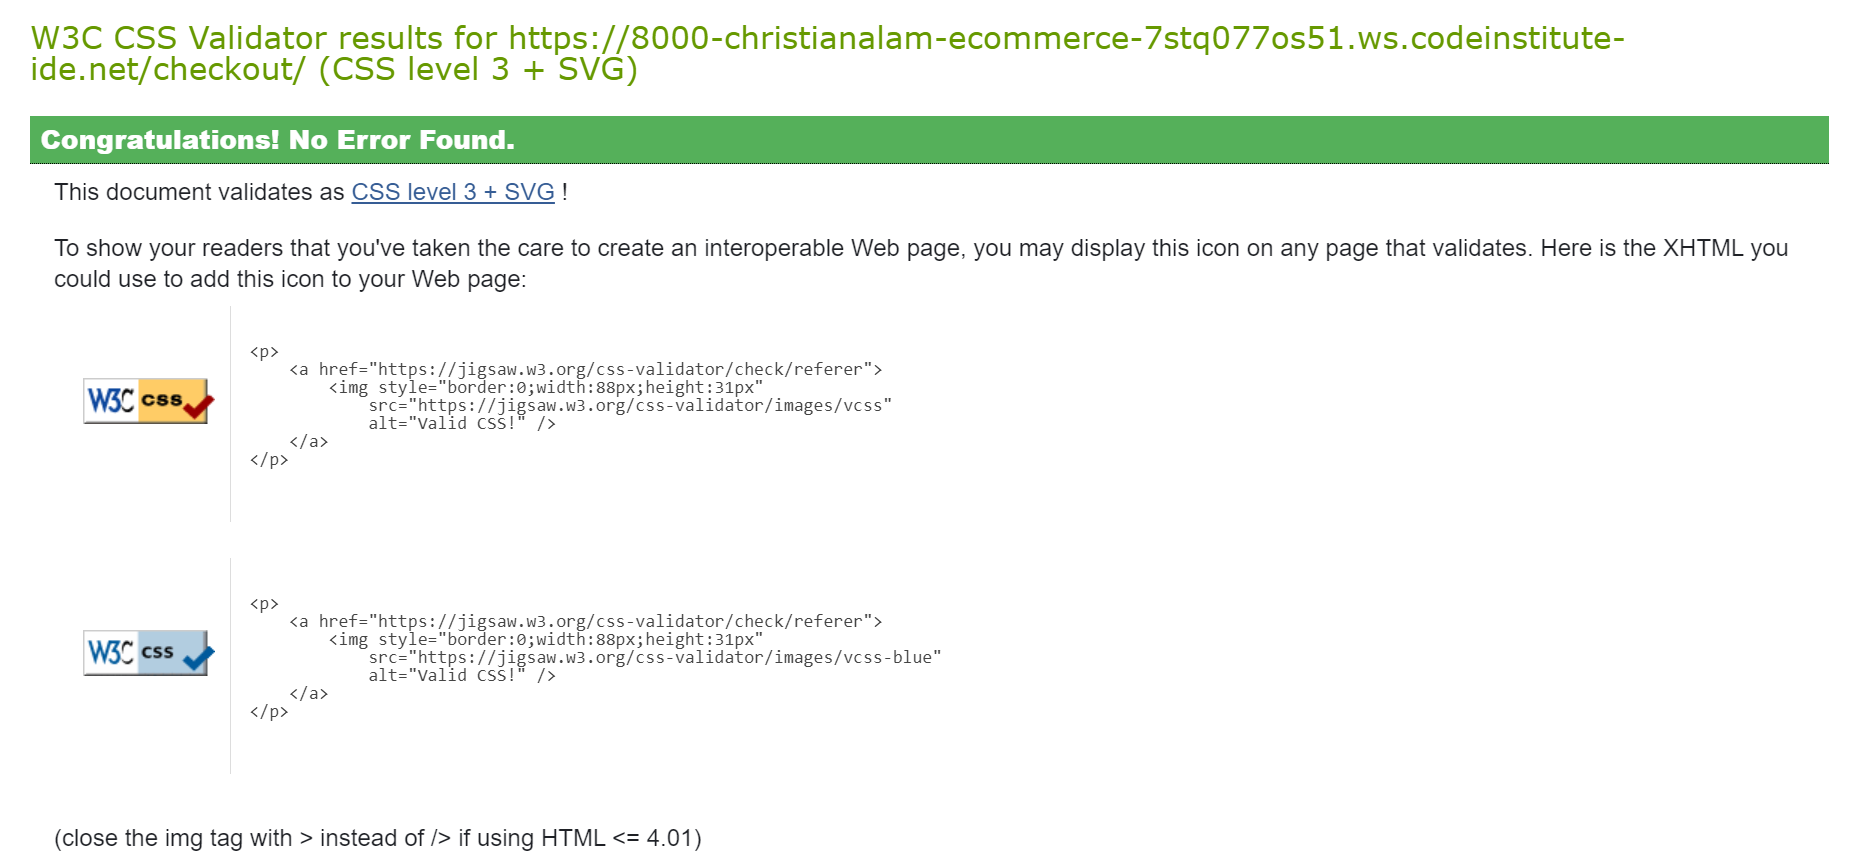 W3C CSS Validator results for https://8000-christianalam-ecommerce-7stq077os51.ws.codeinstitute-
ide.net/checkout/ (CSS level 3 + SVG)
Congratulations! No Error Found.
This document validates as CSS level 3 + SVG !
To show your readers that you've taken the care to create an interoperable Web page, you may display this icon on any page that validates. Here is the XHTML you
could use to add this icon to your Web page:
W3C css
<p>
    <a href="https://jigsaw.w3.org/css-validator/check/referer">
        <img style="border:0;width:88px;height:31px"
            src="https://jigsaw.w3.org/css-validator/images/vcss"
            alt="Valid CSS!" />
    </a>
</p>
W3C css
<p>
    <a href="https://jigsaw.w3.org/css-validator/check/referer">
        <img style="border:0;width:88px;height:31px"
            src="https://jigsaw.w3.org/css-validator/images/vcss-blue"
            alt="Valid CSS!" />
    </a>
</p>
(close the img tag with > instead of /> if using HTML <= 4.01)